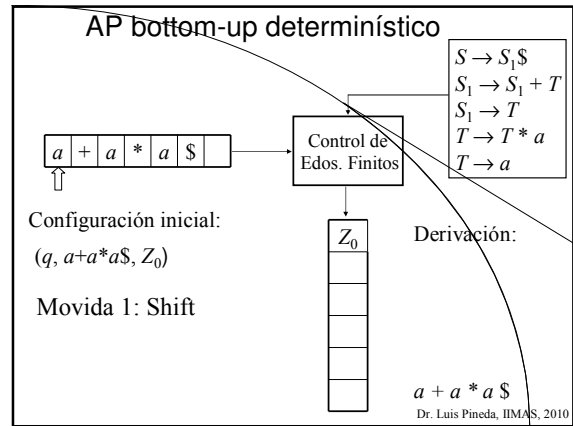 AP bottom-up determinístico
S → S₁$
S₁ → S₁ + T
S₁ → T
T → T * a
T → a
a + a * a $
Control de
Edos. Finitos
Configuración inicial:
(q, a+a*a$, Z₀)
Movida 1: Shift
Z₀
Derivación:
a + a * a $
Dr. Luis Pineda, IIMAS, 2010